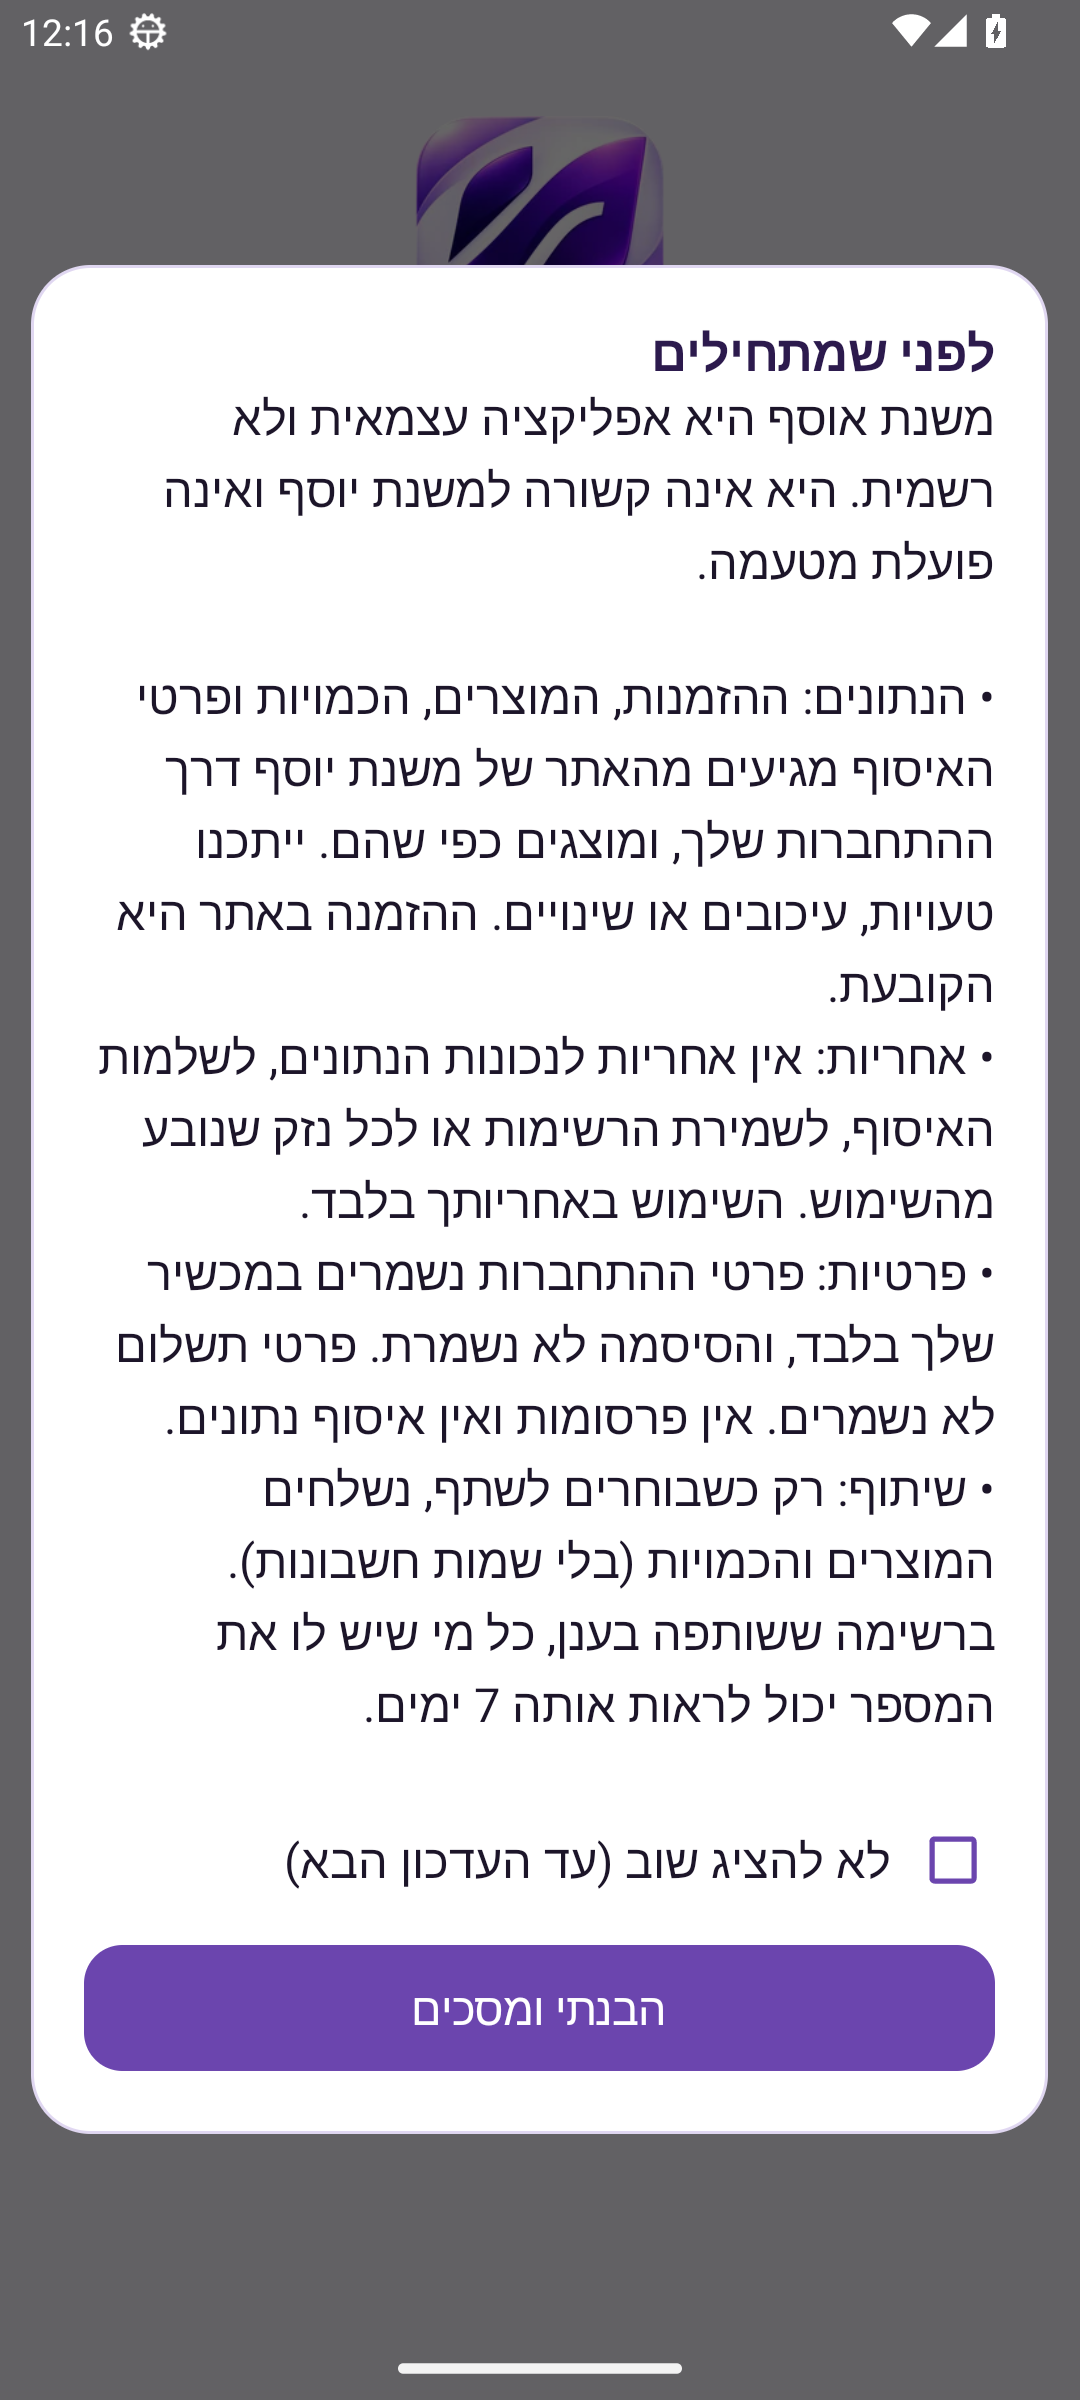 12:16
לפני שמתחילים
משנת אוסף היא אפליקציה עצמאית ולא
רשמית. היא אינה קשורה למשנת יוסף ואינה
פועלת מטעמה.
• הנתונים: ההזמנות, המוצרים, הכמויות ופרטי
האיסוף מגיעים מהאתר של משנת יוסף דרך
ההתחברות שלך, ומוצגים כפי שהם. ייתכנו
טעויות, עיכובים או שינויים. ההזמנה באתר היא
הקובעת.
• אחריות: אין אחריות לנכונות הנתונים, לשלמות
האיסוף, לשמירת הרשימות או לכל נזק שנובע
מהשימוש. השימוש באחריותך בלבד.
• פרטיות: פרטי ההתחברות נשמרים במכשיר
שלך בלבד, והסיסמה לא נשמרת. פרטי תשלום
לא נשמרים. אין פרסומות ואין איסוף נתונים.
• שיתוף: רק כשבוחרים לשתף, נשלחים
המוצרים והכמויות (בלי שמות חשבונות).
ברשימה ששותפה בענן, כל מי שיש לו את
המספר יכול לראות אותה 7 ימים.
לא להציג שוב (עד העדכון הבא)
הבנתי ומסכים